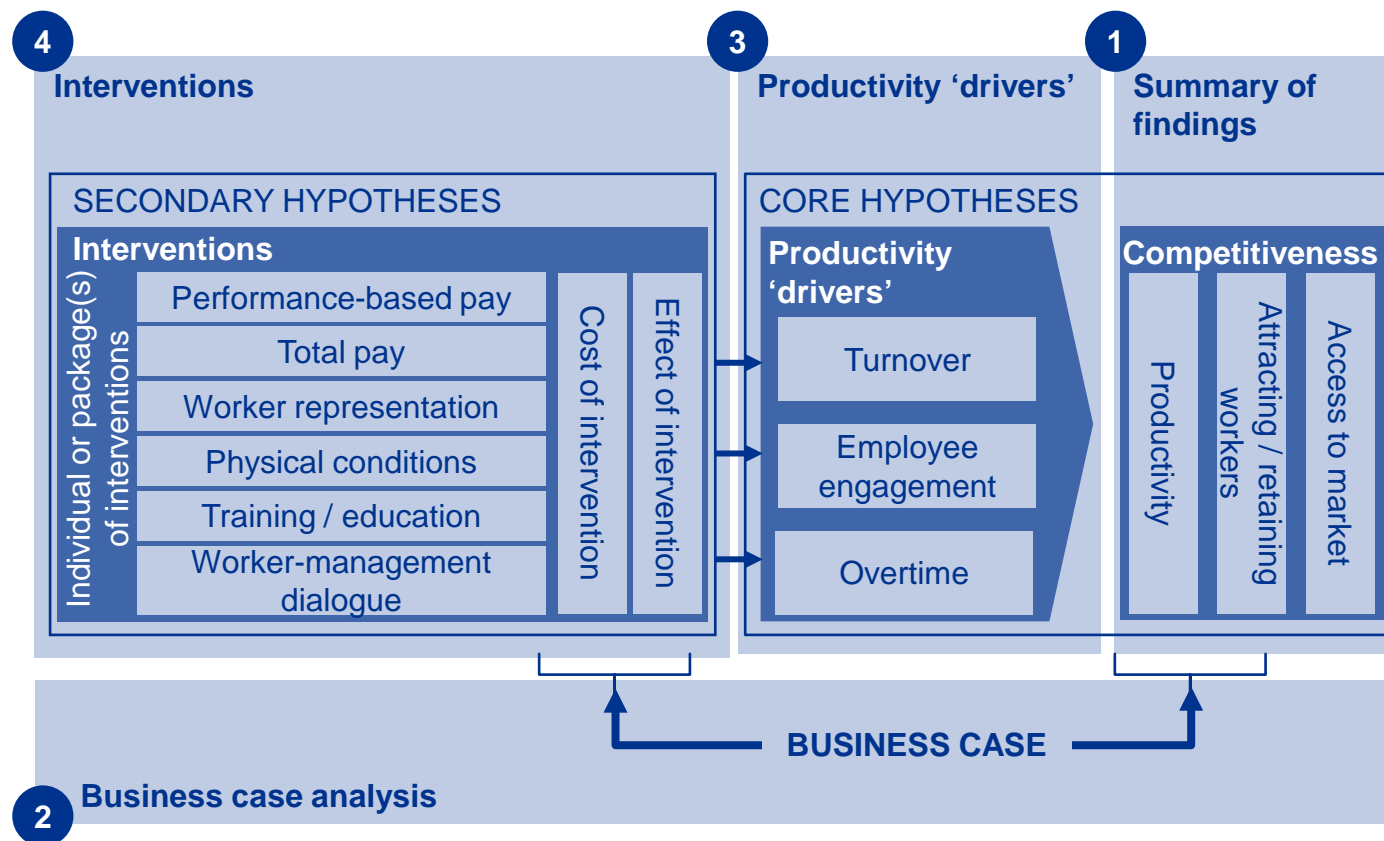 4
Interventions
SECONDARY HYPOTHESES
Interventions
Individual or package(s)
of interventions
Performance-based pay
Total pay
Worker representation
Physical conditions
Training / education
Worker-management
dialogue
Cost of intervention
Effect of intervention
3
Productivity ‘drivers’
CORE HYPOTHESES
Productivity
‘drivers’
Turnover
Employee
engagement
Overtime
1
Summary of
findings
Competitiveness
Productivity
Attracting / retaining
workers
Access to market
BUSINESS CASE
Business case analysis
2